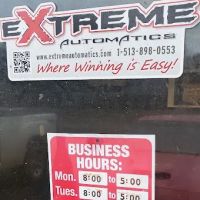 eXTREME
AUTOMATICS
www.extremeautomatics.com 1-513-898-0553
Where Winning is Easy!
BUSINESS
HOURS:
Mon. 8:00 to 5:00
Tues. 8:00 to 5:00